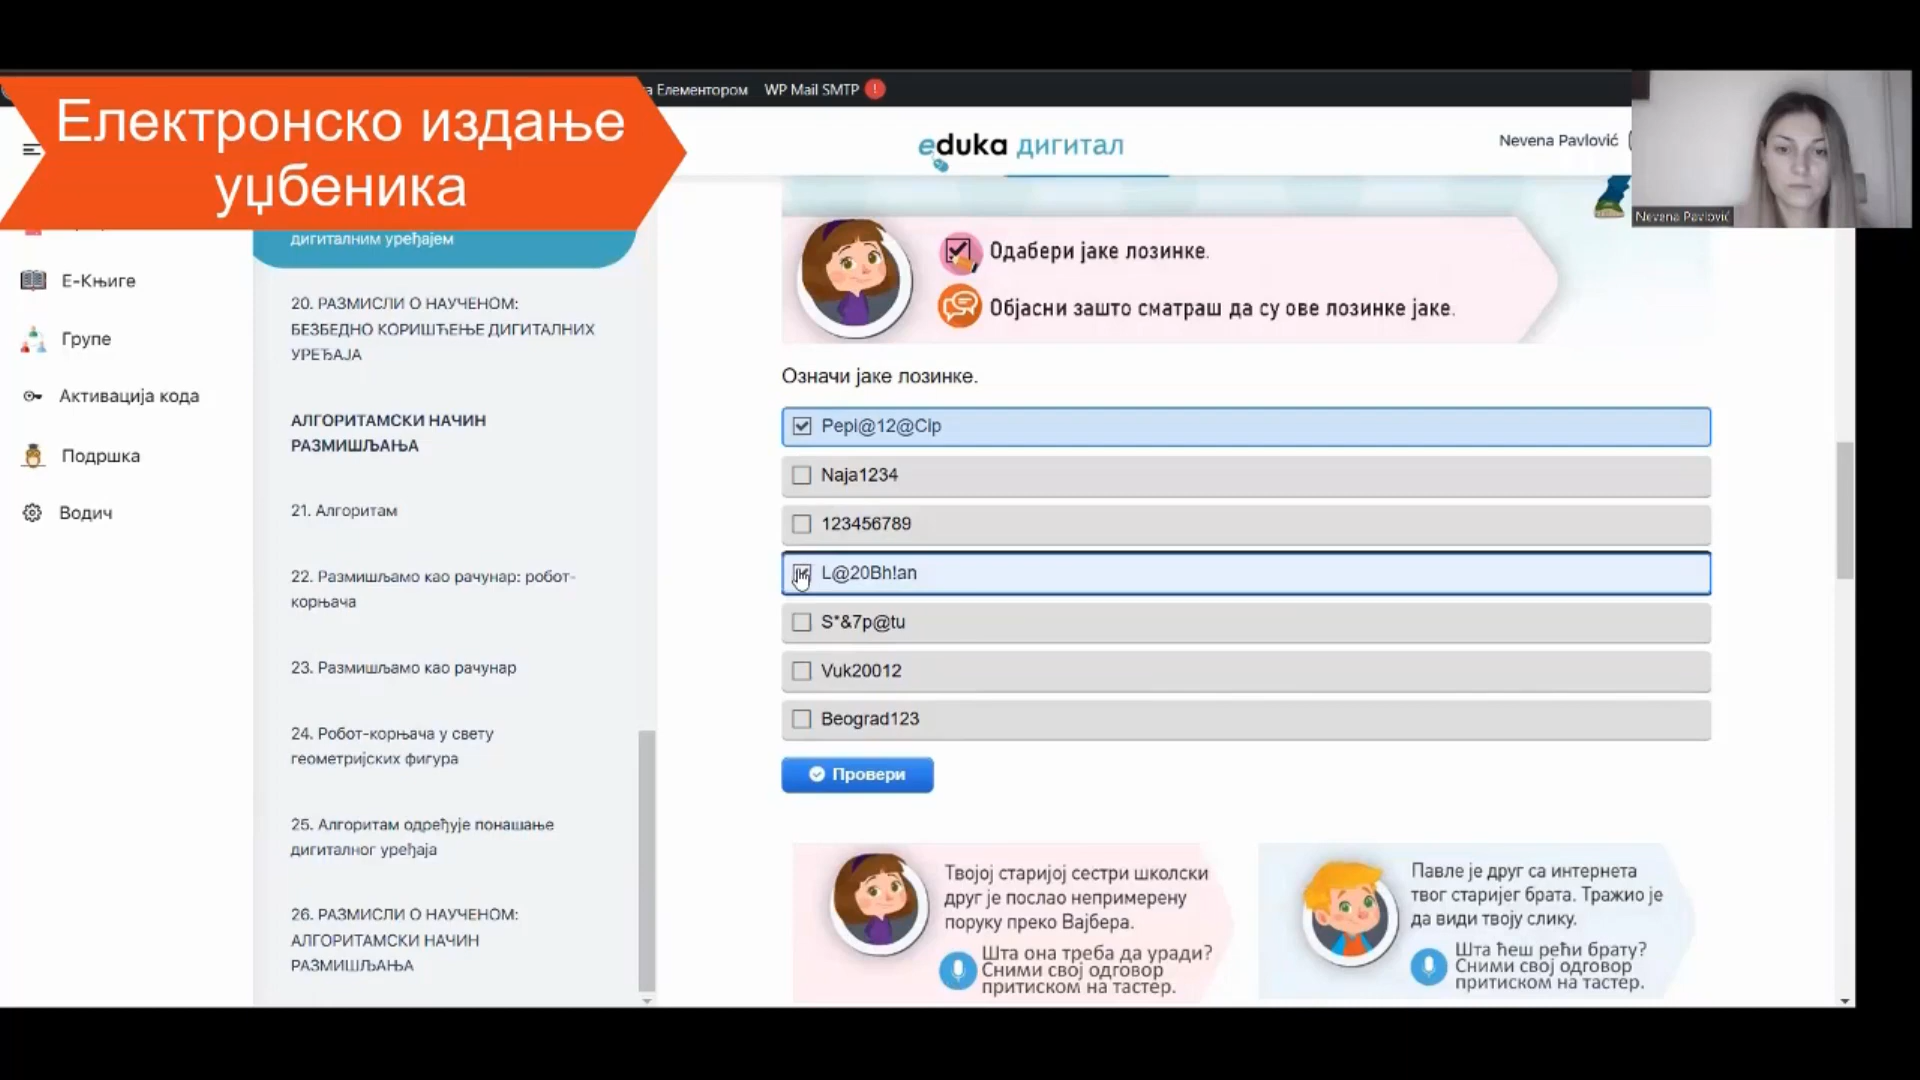 Електронско издање
уџбеника
а Елементором
WP Mail SMTP
!
eduka дигитал
Nevena Pavlović
Nevena Pavlović
Е-Књиге
Групе
Активација кода
Подршка
Водич
дигиталним уређајем
20. РАЗМИСЛИ О НАУЧЕНОМ:
БЕЗБЕДНО КОРИШЋЕЊЕ ДИГИТАЛНИХ
УРЕЂАЈА
АЛГОРИТАМСКИ НАЧИН
РАЗМИШЉАЊА
21. Алгоритам
22. Размишљамо као рачунар: робот-
корњача
23. Размишљамо као рачунар
24. Робот-корњача у свету
геометријских фигура
25. Алгоритам одређује понашање
дигиталног уређаја
26. РАЗМИСЛИ О НАУЧЕНОМ:
АЛГОРИТАМСКИ НАЧИН
РАЗМИШЉАЊА
Одабери јаке лозинке.
Објасни зашто сматраш да су ове лозинке јаке.
Означи јаке лозинке.
Pepi@12@Cip
Naja1234
123456789
L@20Bh!an
S*&7p@tu
Vuk20012
Beograd123
Провери
Твојој старијој сестри школски
друг је послао непримерену
поруку преко Вајбера.
Шта она треба да уради?
Сними свој одговор
притиском на тастер.
Павле је друг са интернета
твог старијег брата. Тражио је
да види твоју слику.
Шта ћеш рећи брату?
Сними свој одговор
притиском на тастер.